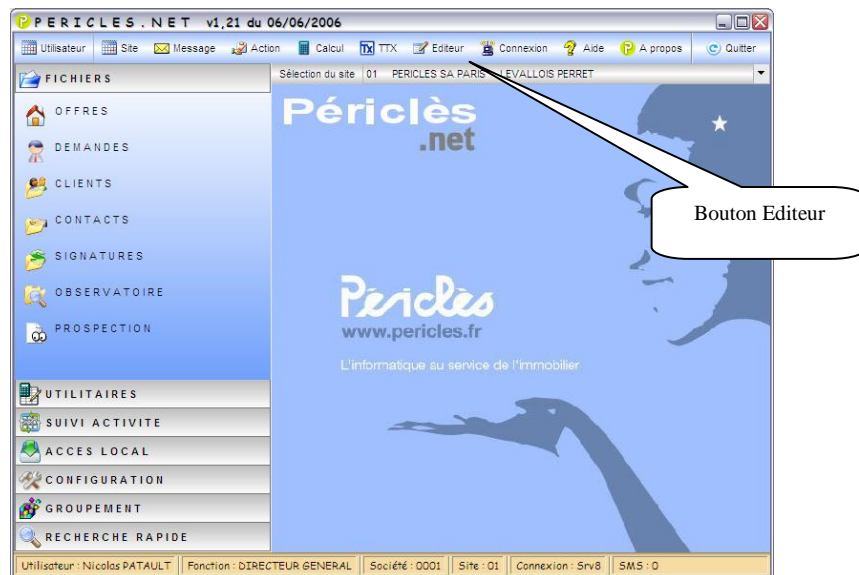 PERICLES.NET v1,21 du 06/06/2006
Utilisateur Site Message Action Calcul TX TTX Editeur Connexion Aide A propos Quitter
FICHIERS
Sélection du site 01 PERICLES SA PARIS LEVALLOIS PERRET
OFFRES
DEMANDES
CLIENTS
CONTACTS
SIGNATURES
OBSERVATOIRE
PROSPECTION
Périclès
.net
Bouton Editeur
Périclès
www.pericles.fr
L'informatique au service de l'immobilier
UTILITAIRES
SUIVI ACTIVITE
ACCES LOCAL
CONFIGURATION
GROUPEMENT
RECHERCHE RAPIDE
Utilisateur : Nicolas PATAULT Fonction : DIRECTEUR GENERAL Société : 0001 Site : 01 Connexion : Srv8 SMS : 0